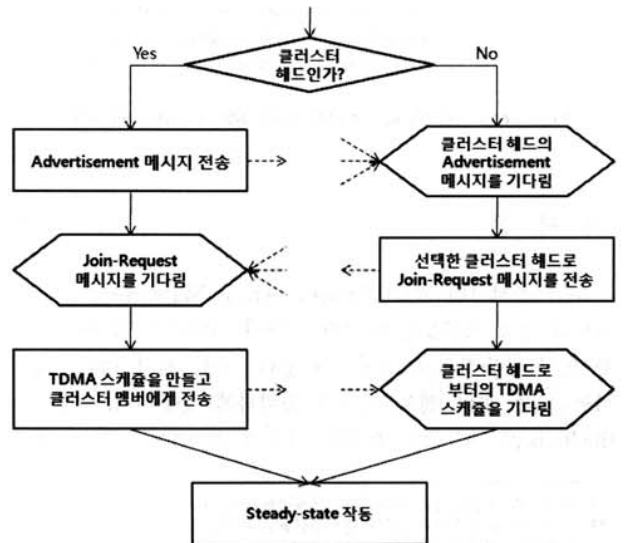 클러스터
헤드인가?
Yes
No
Advertisement 메시지 전송
클러스터 헤드의
Advertisement
메시지를 기다림
Join-Request
메시지를 기다림
선택한 클러스터 헤드로
Join-Request 메시지를 전송
TDMA 스케쥴을 만들고
클러스터 멤버에게 전송
클러스터 헤드로
부터의 TDMA
스케쥴을 기다림
Steady-state 작동